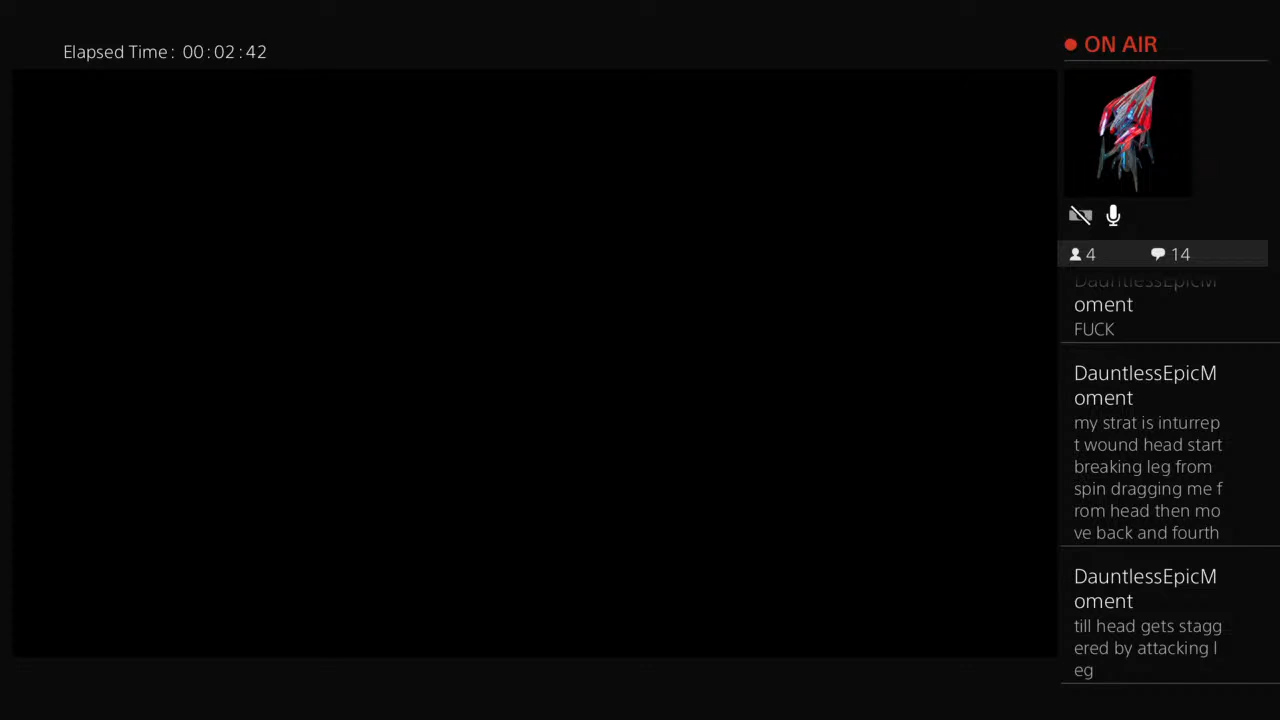 Elapsed Time: 00:02:42
ON AIR
4
14
DauntlessEpicM
oment
FUCK
DauntlessEpicM
oment
my strat is inturrep
t wound head start
breaking leg from
spin dragging me f
rom head then mo
ve back and fourth
DauntlessEpicM
oment
till head gets stagg
ered by attacking l
eg